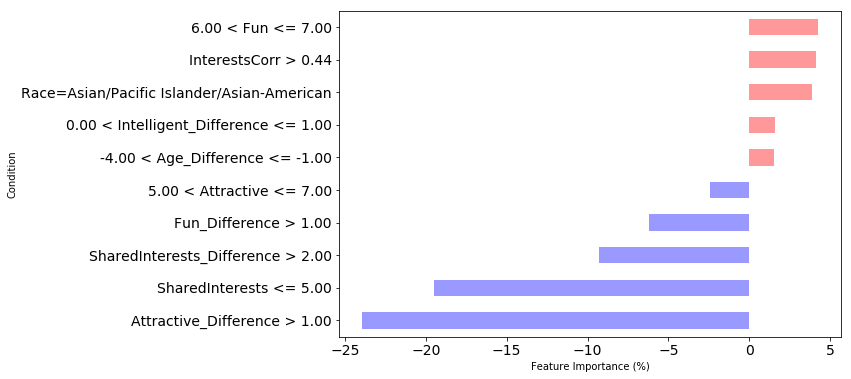 6.00 < Fun <= 7.00
InterestsCorr > 0.44
Race=Asian/Pacific Islander/Asian-American
0.00 < Intelligent_Difference <= 1.00
-4.00 < Age_Difference <= -1.00
5.00 < Attractive <= 7.00
Fun_Difference > 1.00
SharedInterests_Difference > 2.00
SharedInterests <= 5.00
Attractive_Difference > 1.00
Condition
−25 −20 −15 −10 −5 0 5
Feature Importance (%)